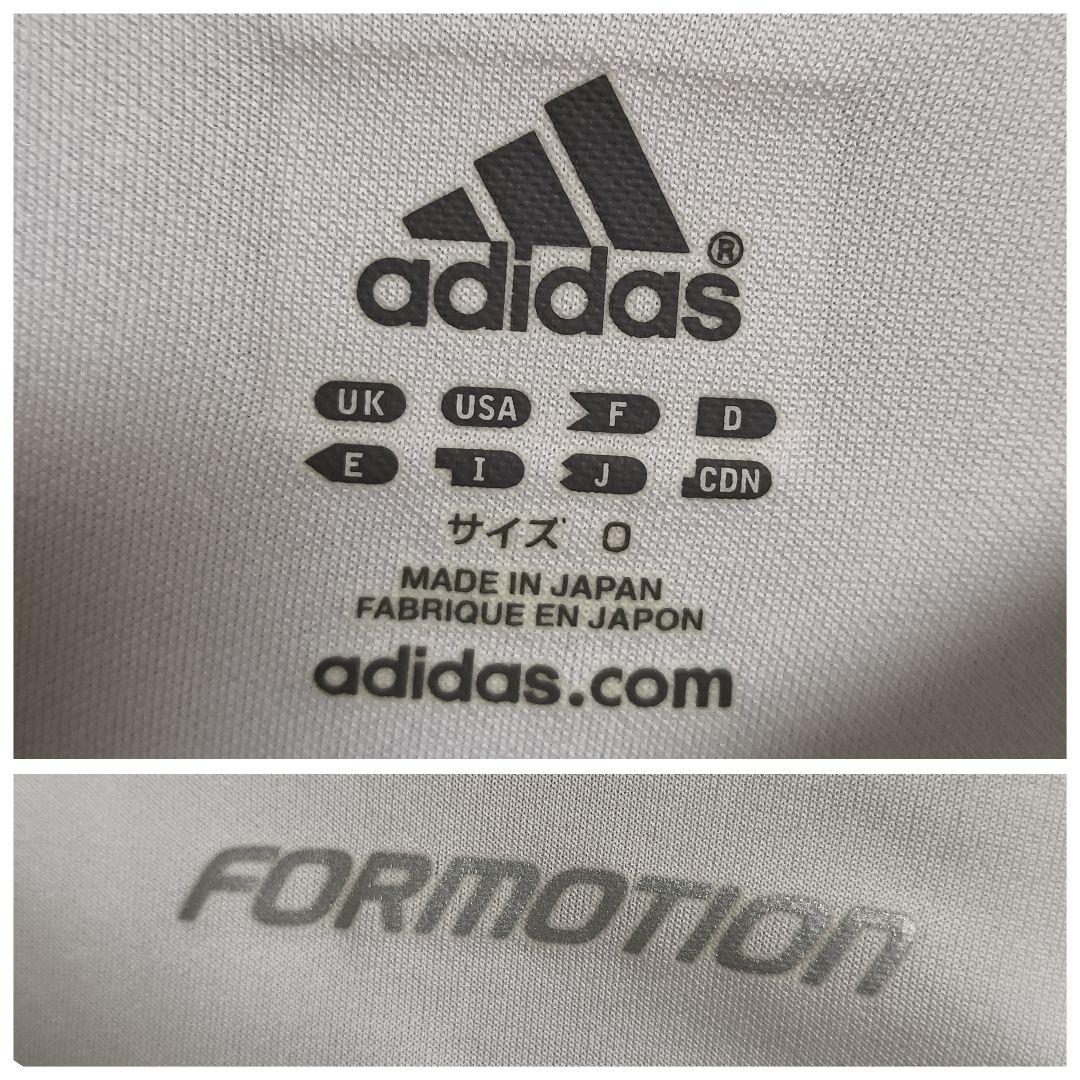 adidas®
UK USA F D
E I J CDN
サイズ O
MADE IN JAPAN
FABRIQUE EN JAPON
adidas.com
FORMOTION